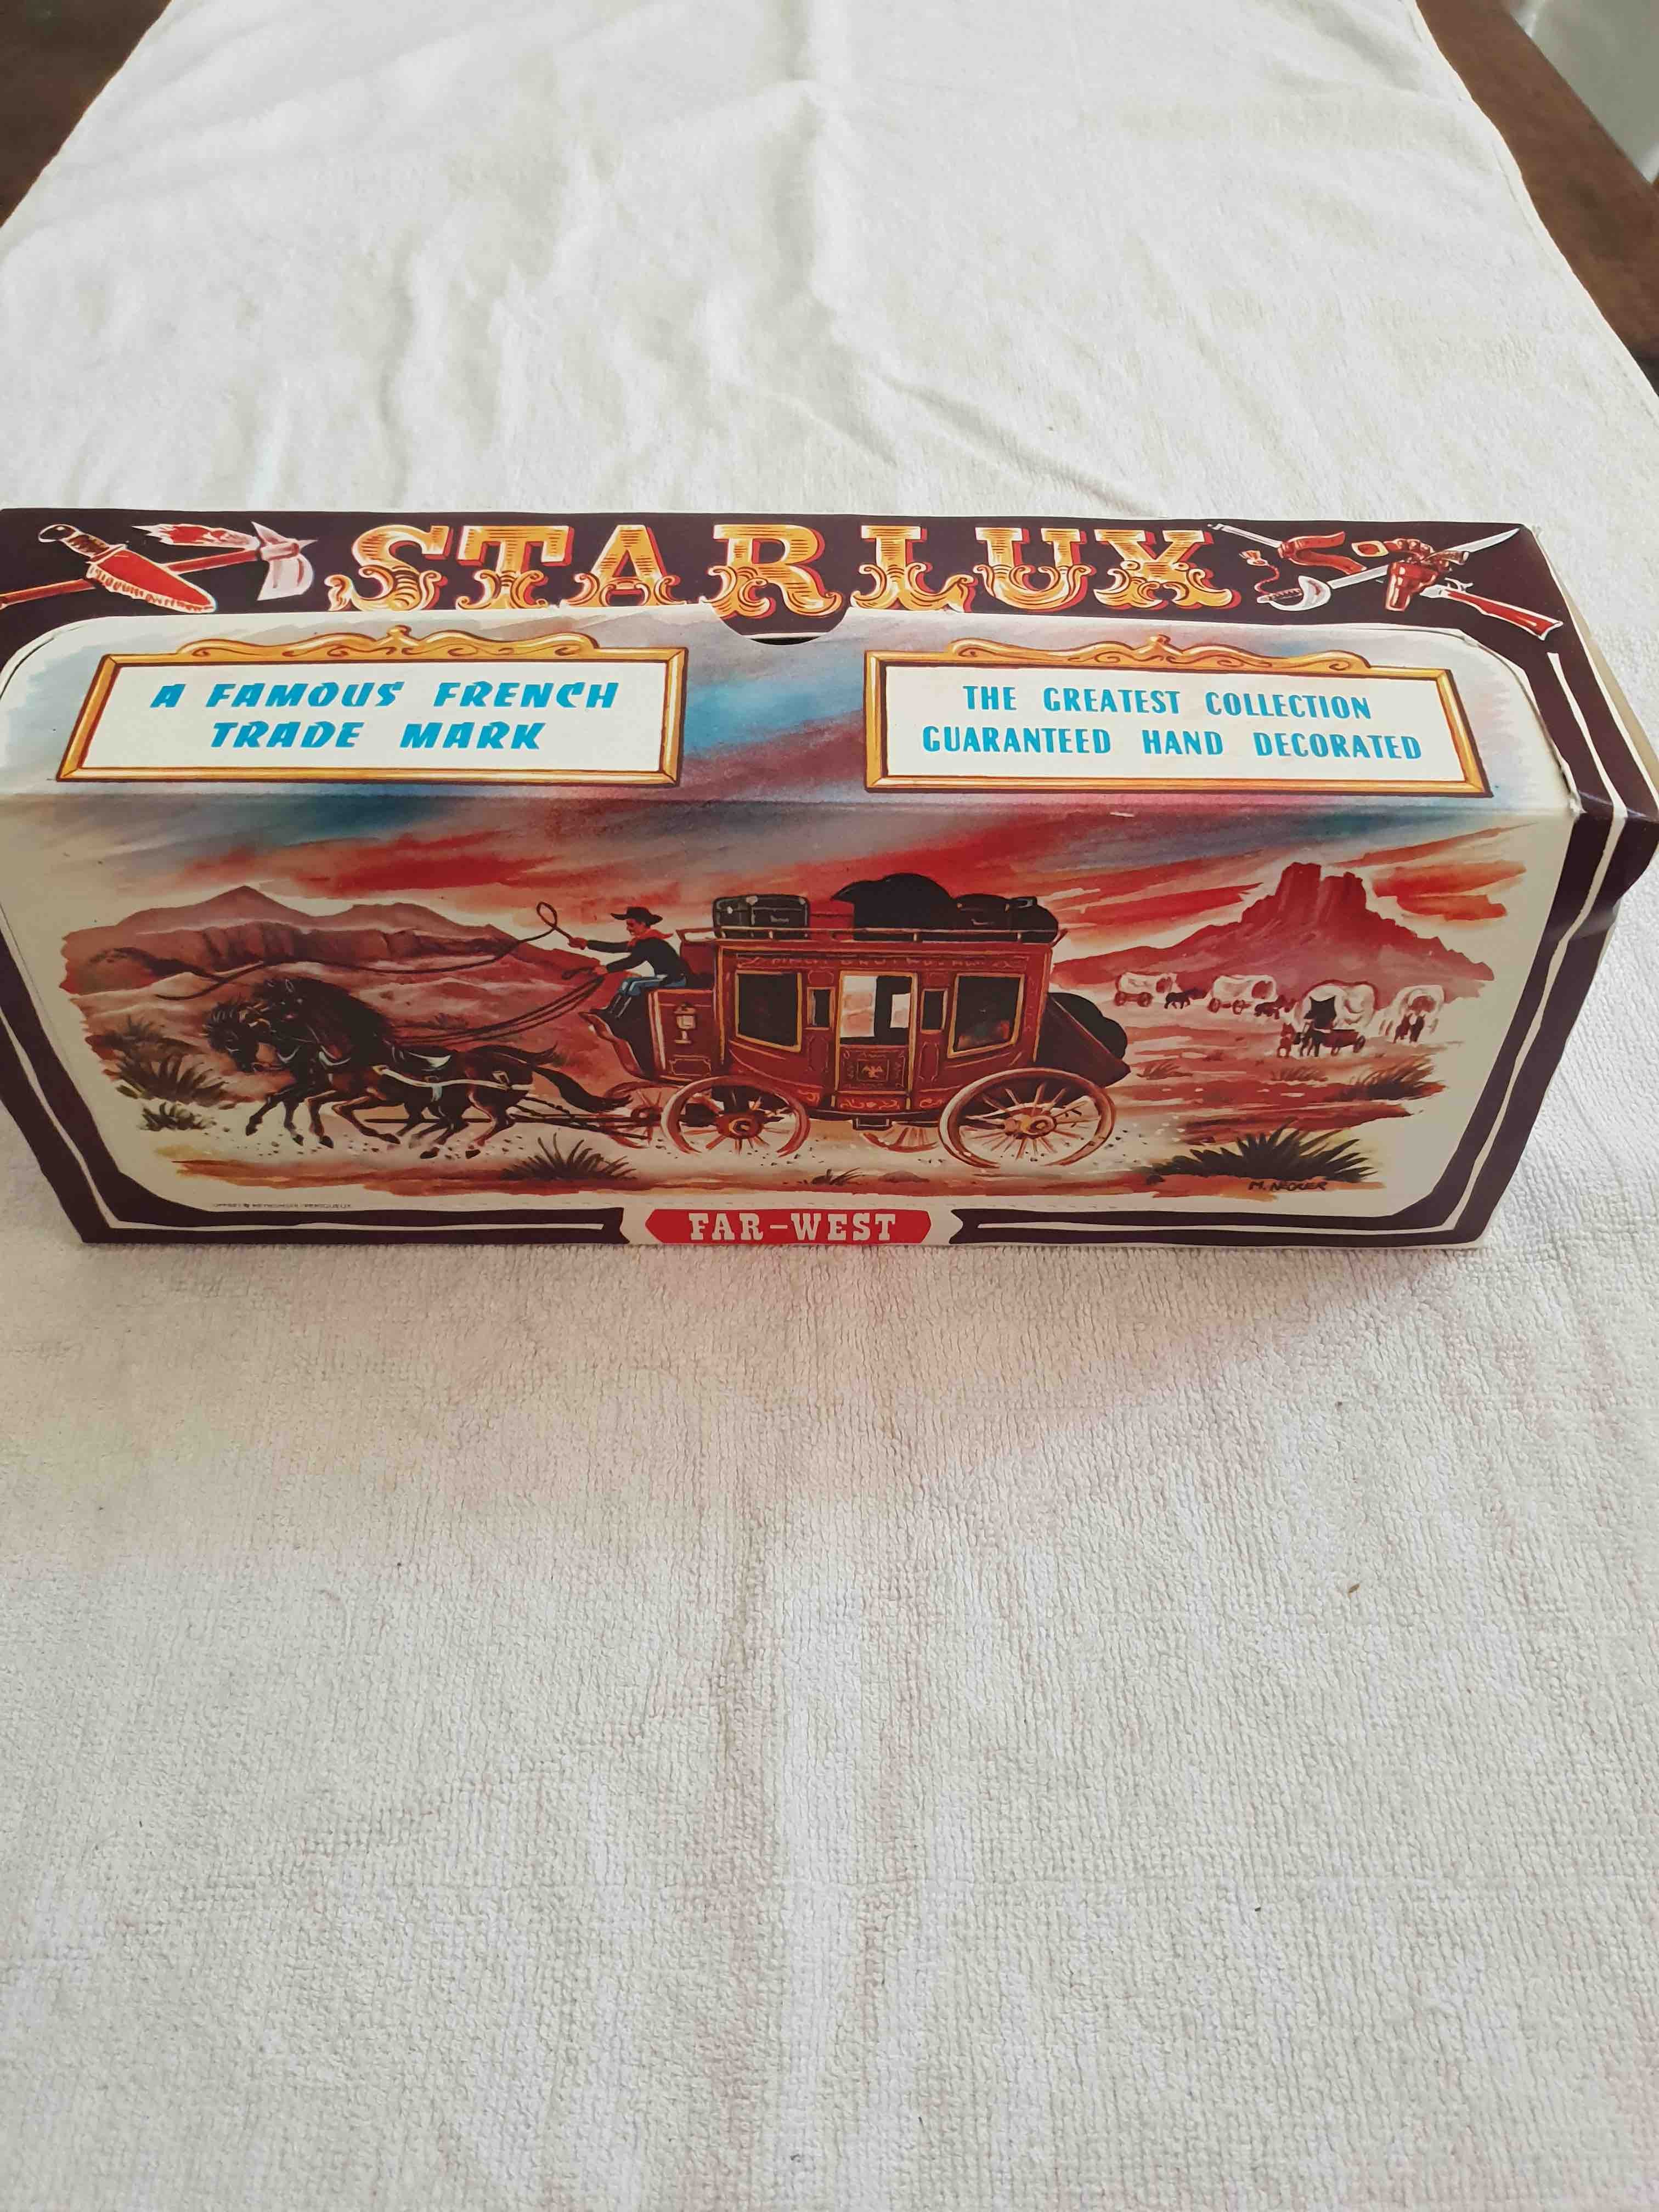 STARLUX
A FAMOUS FRENCH
TRADE MARK
THE GREATEST COLLECTION
GUARANTEED HAND DECORATED
FAR-WEST